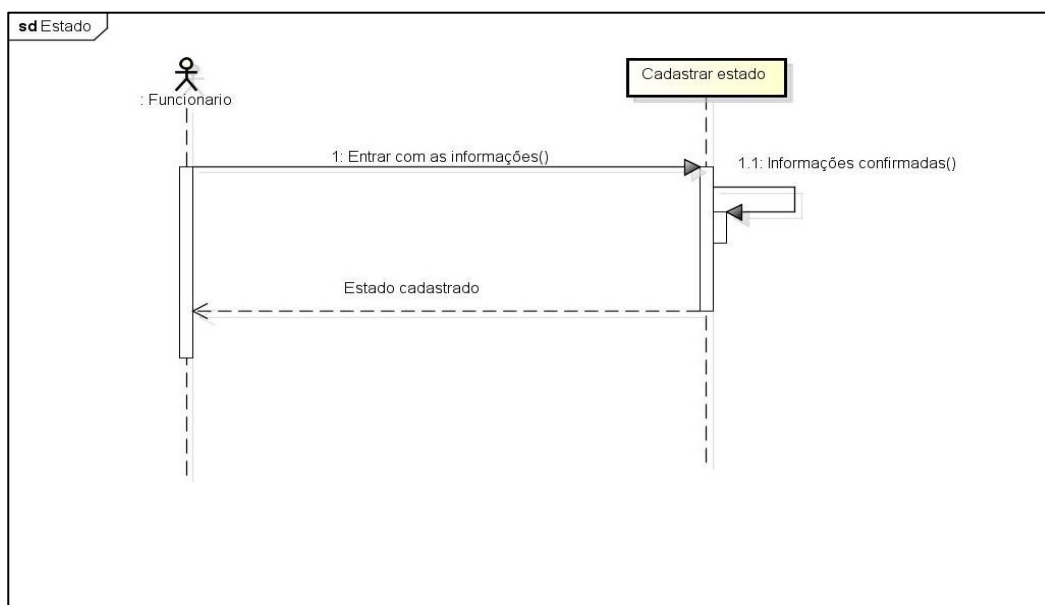 sd Estado
: Funcionario
Cadastrar estado
1: Entrar com as informações()
1.1: Informações confirmadas()
Estado cadastrado